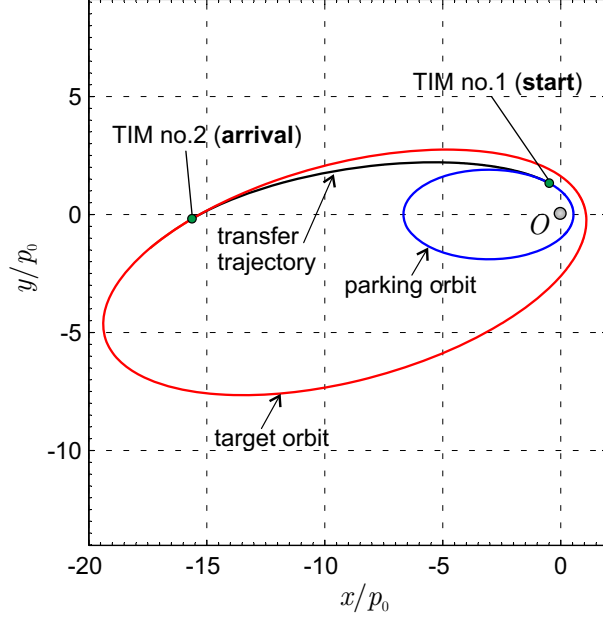 TIM no.1 (start)
5
TIM no.2 (arrival)
0
O
transfer
trajectory
parking orbit
y/p₀
-5
target orbit
-10
-20
-15
-10
-5
0
x/p₀